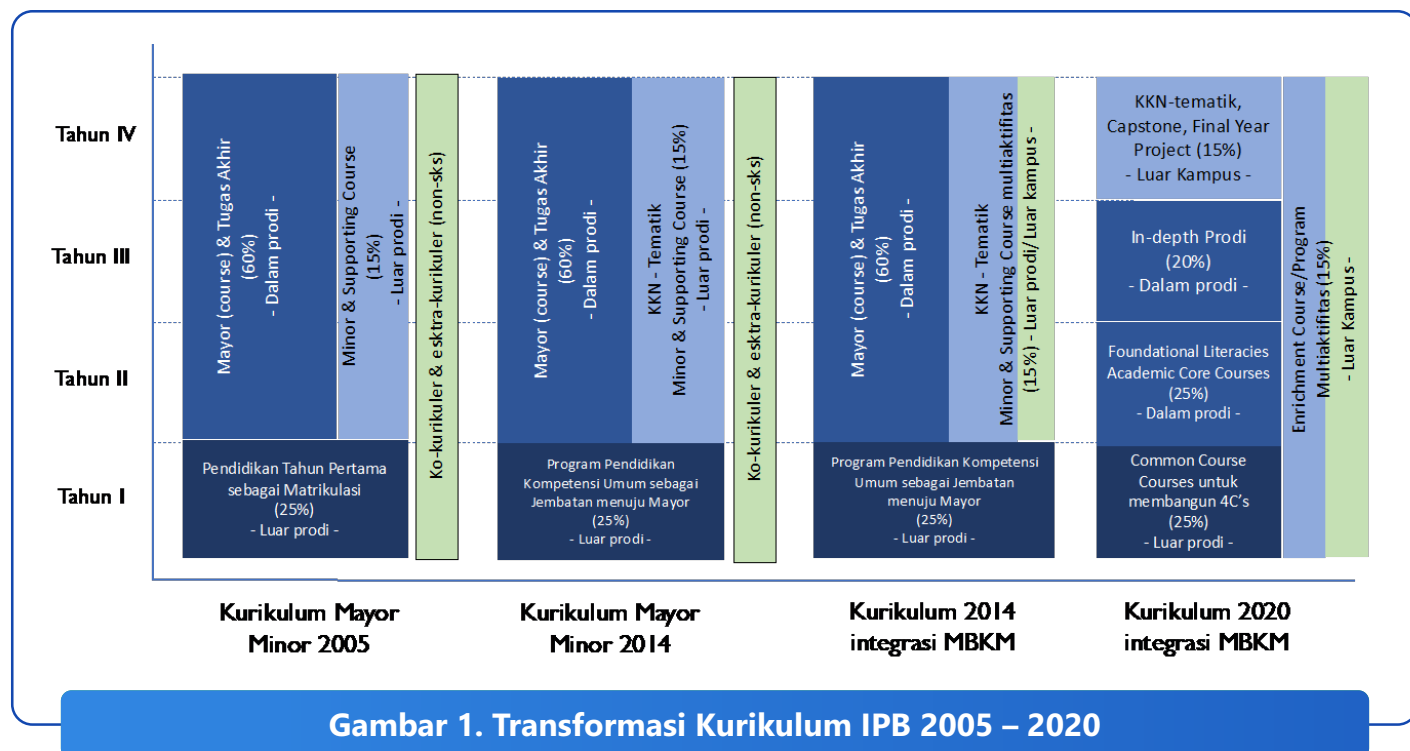 Tahun IV
Tahun III
Tahun II
Tahun I
Mayor (course) & Tugas Akhir
(60%)
- Dalam prodi -
Minor & Supporting Course
(15%)
- Luar prodi -
Pendidikan Tahun Pertama
sebagai Matrikulasi
(25%)
- Luar prodi -
Ko-kurikuler & esktra-kurikuler (non-sks)
Kurikulum Mayor
Minor 2005
Mayor (course) & Tugas Akhir
(60%)
- Dalam prodi -
KKN - Tematik
Minor & Supporting Course (15%)
- Luar prodi -
Program Pendidikan
Kompetensi Umum sebagai
Jembatan menuju Mayor
(25%)
- Luar prodi -
Ko-kurikuler & esktra-kurikuler (non-sks)
Kurikulum Mayor
Minor 2014
Mayor (course) & Tugas Akhir
(60%)
- Dalam prodi -
KKN - Tematik
Minor & Supporting Course multiaktifitas
(15%) - Luar prodi/Luar kampus -
Program Pendidikan Kompetensi
Umum sebagai Jembatan
menuju Mayor
(25%)
- Luar prodi -
Kurikulum 2014
integrasi MBKM
KKN-tematik,
Capstone, Final Year
Project (15%)
- Luar Kampus -
In-depth Prodi
(20%)
- Dalam prodi -
Foundational Literacies
Academic Core Courses
(25%)
- Dalam prodi -
Common Course
Courses untuk
membangun 4C's
(25%)
- Luar prodi -
Enrichment Course/Program
Multiaktifitas (15%)
- Luar Kampus -
Kurikulum 2020
integrasi MBKM
Gambar 1. Transformasi Kurikulum IPB 2005 – 2020